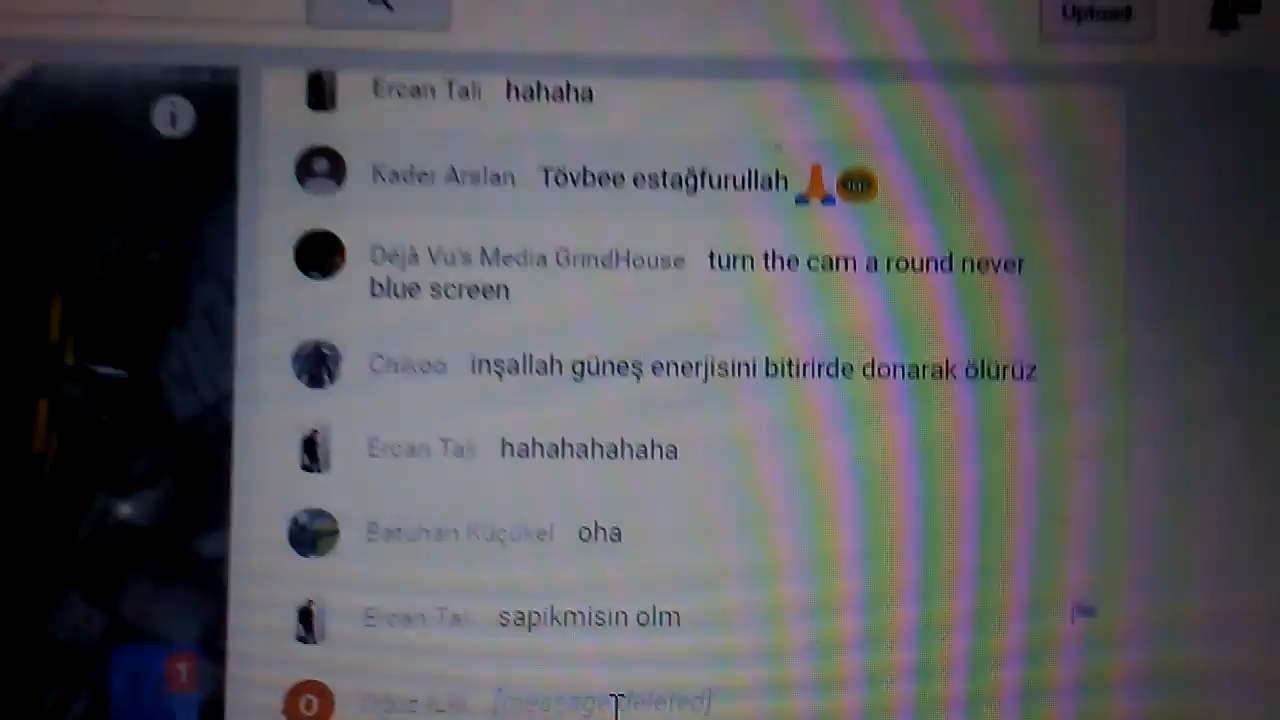 Upload
Ercan Tali hahaha
Kader Arslan Tövbee estağfurullah
Déjà Vu's Media GrindHouse turn the cam a round never
blue screen
Chikoo inşallah güneş enerjisini bitirirde donarak ölürüz
Ercan Tali hahahahahaha
Batuhan Küçükel oha
Ercan Tali sapikmisin olm
1
O
[message deleted]